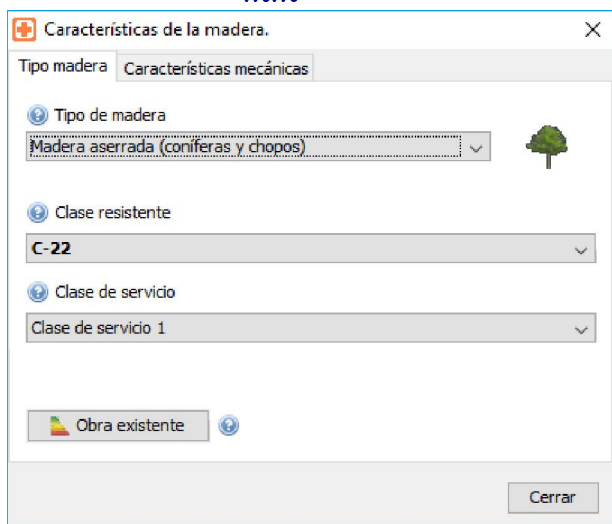 Características de la madera.
Tipo madera Características mecánicas
Tipo de madera
Madera aserrada (coníferas y chopos)
Clase resistente
C-22
Clase de servicio
Clase de servicio 1
Obra existente
Cerrar